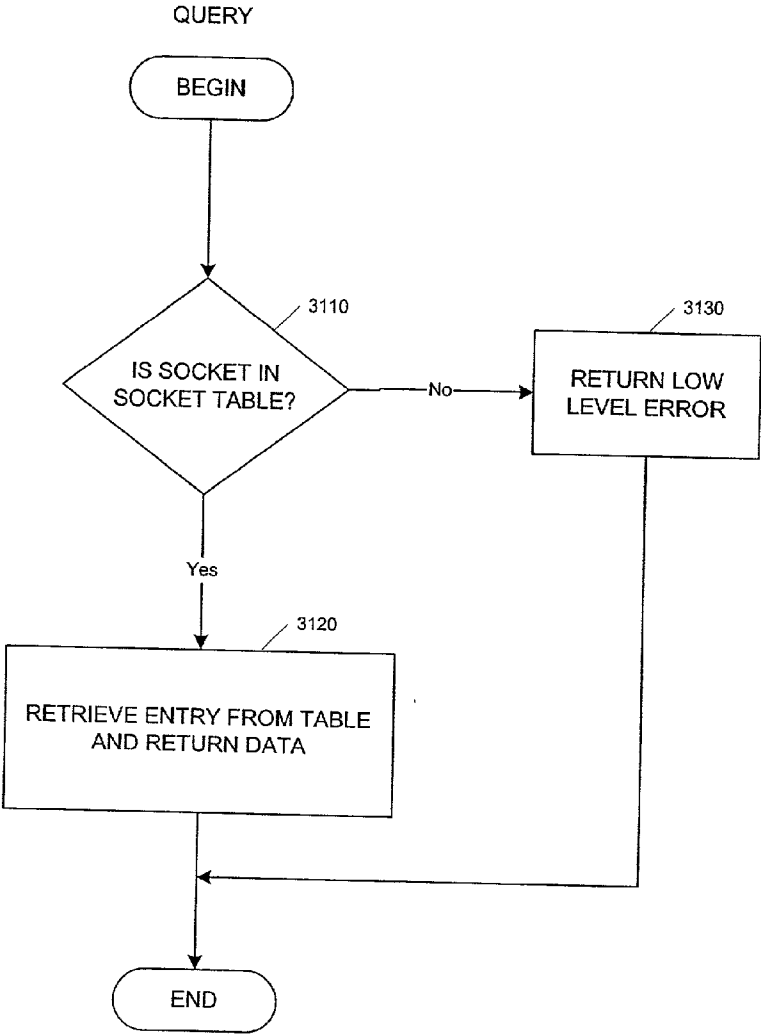 QUERY
BEGIN
3110
IS SOCKET IN
SOCKET TABLE?
No
3130
RETURN LOW
LEVEL ERROR
Yes
3120
RETRIEVE ENTRY FROM TABLE
AND RETURN DATA
END